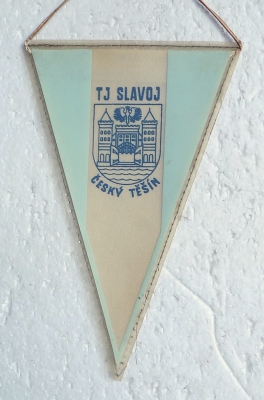 TJ SLAVOJ
ČESKÝ TĚŠÍN